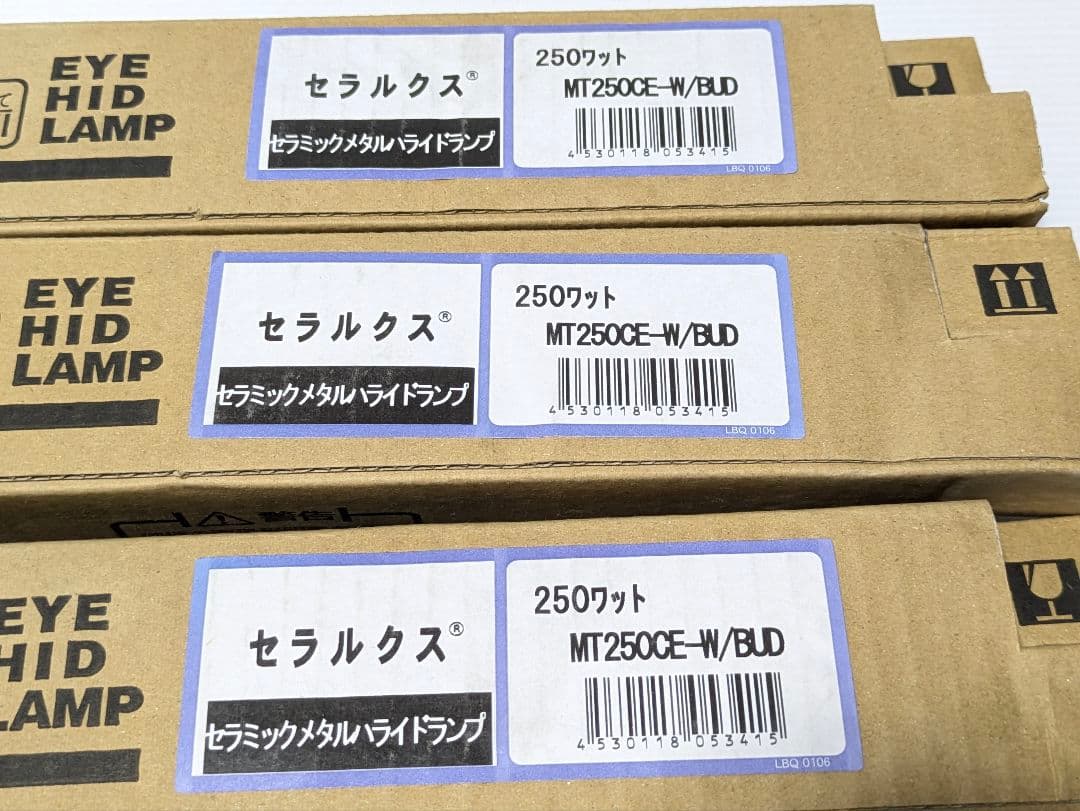 て
EYE
HID
LAMP
セラルクス®
セラミックメタルハライドランプ
250ワット
MT250CE-W/BUD
4530118053415
LBQ 0106
EYE
HID
LAMP
セラルクス®
セラミックメタルハライドランプ
250ワット
MT250CE-W/BUD
4530118053415
LBQ 0106
警告
EYE
HID
LAMP
セラルクス®
セラミックメタルハライドランプ
250ワット
MT250CE-W/BUD
4530118053415
LBQ 0106